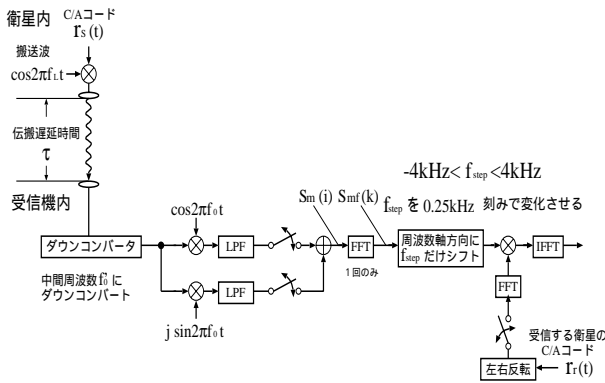 衛星内
C/Aコード
rs(t)
搬送波
cos2πfLt
伝搬遅延時間
τ
受信機内
ダウンコンバータ
中間周波数f0に
ダウンコンバート
cos2πf0t
LPF
LPF
j sin2πf0t
Sm(i)
Smf(k)
FFT
1回のみ
-4kHz< fstep <4kHz
fstep を 0.25kHz 刻みで変化させる
周波数軸方向に
fstep だけシフト
IFFT
FFT
受信する衛星の
C/Aコード
左右反転
rr(t)